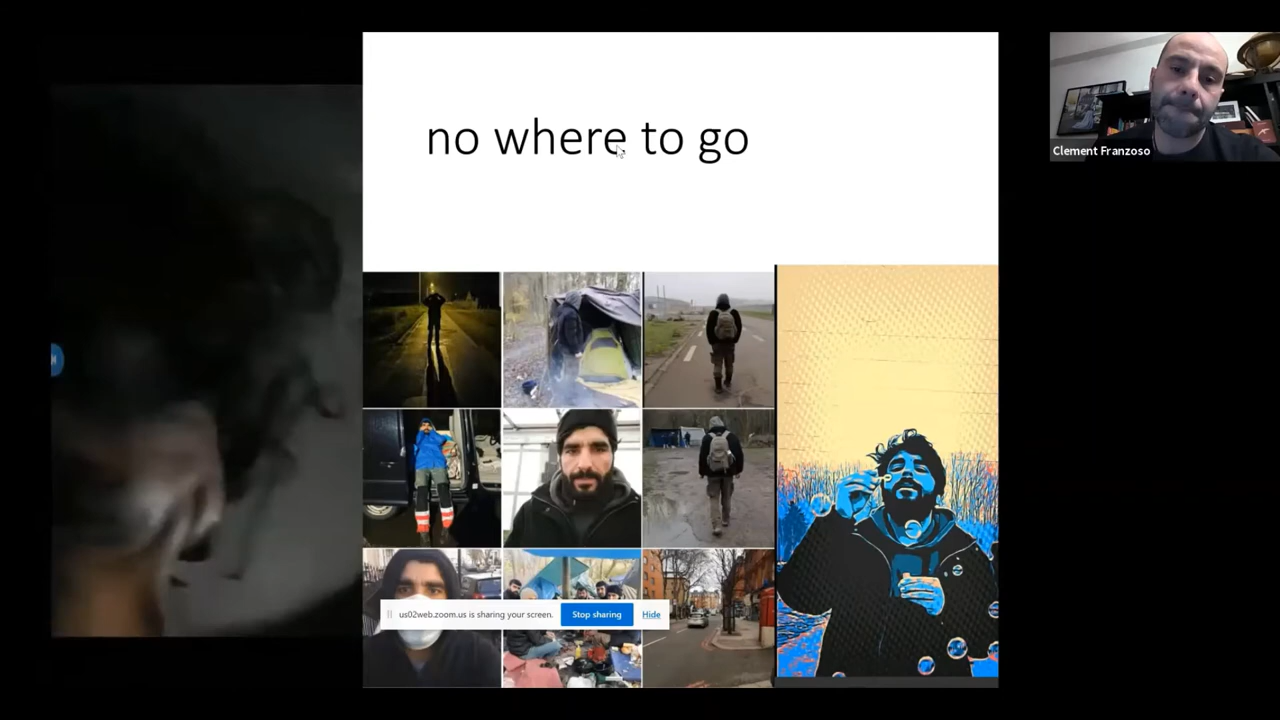 no where to go
Clement Franzoso
us02web.zoom.us is sharing your screen.
Stop sharing
Hide